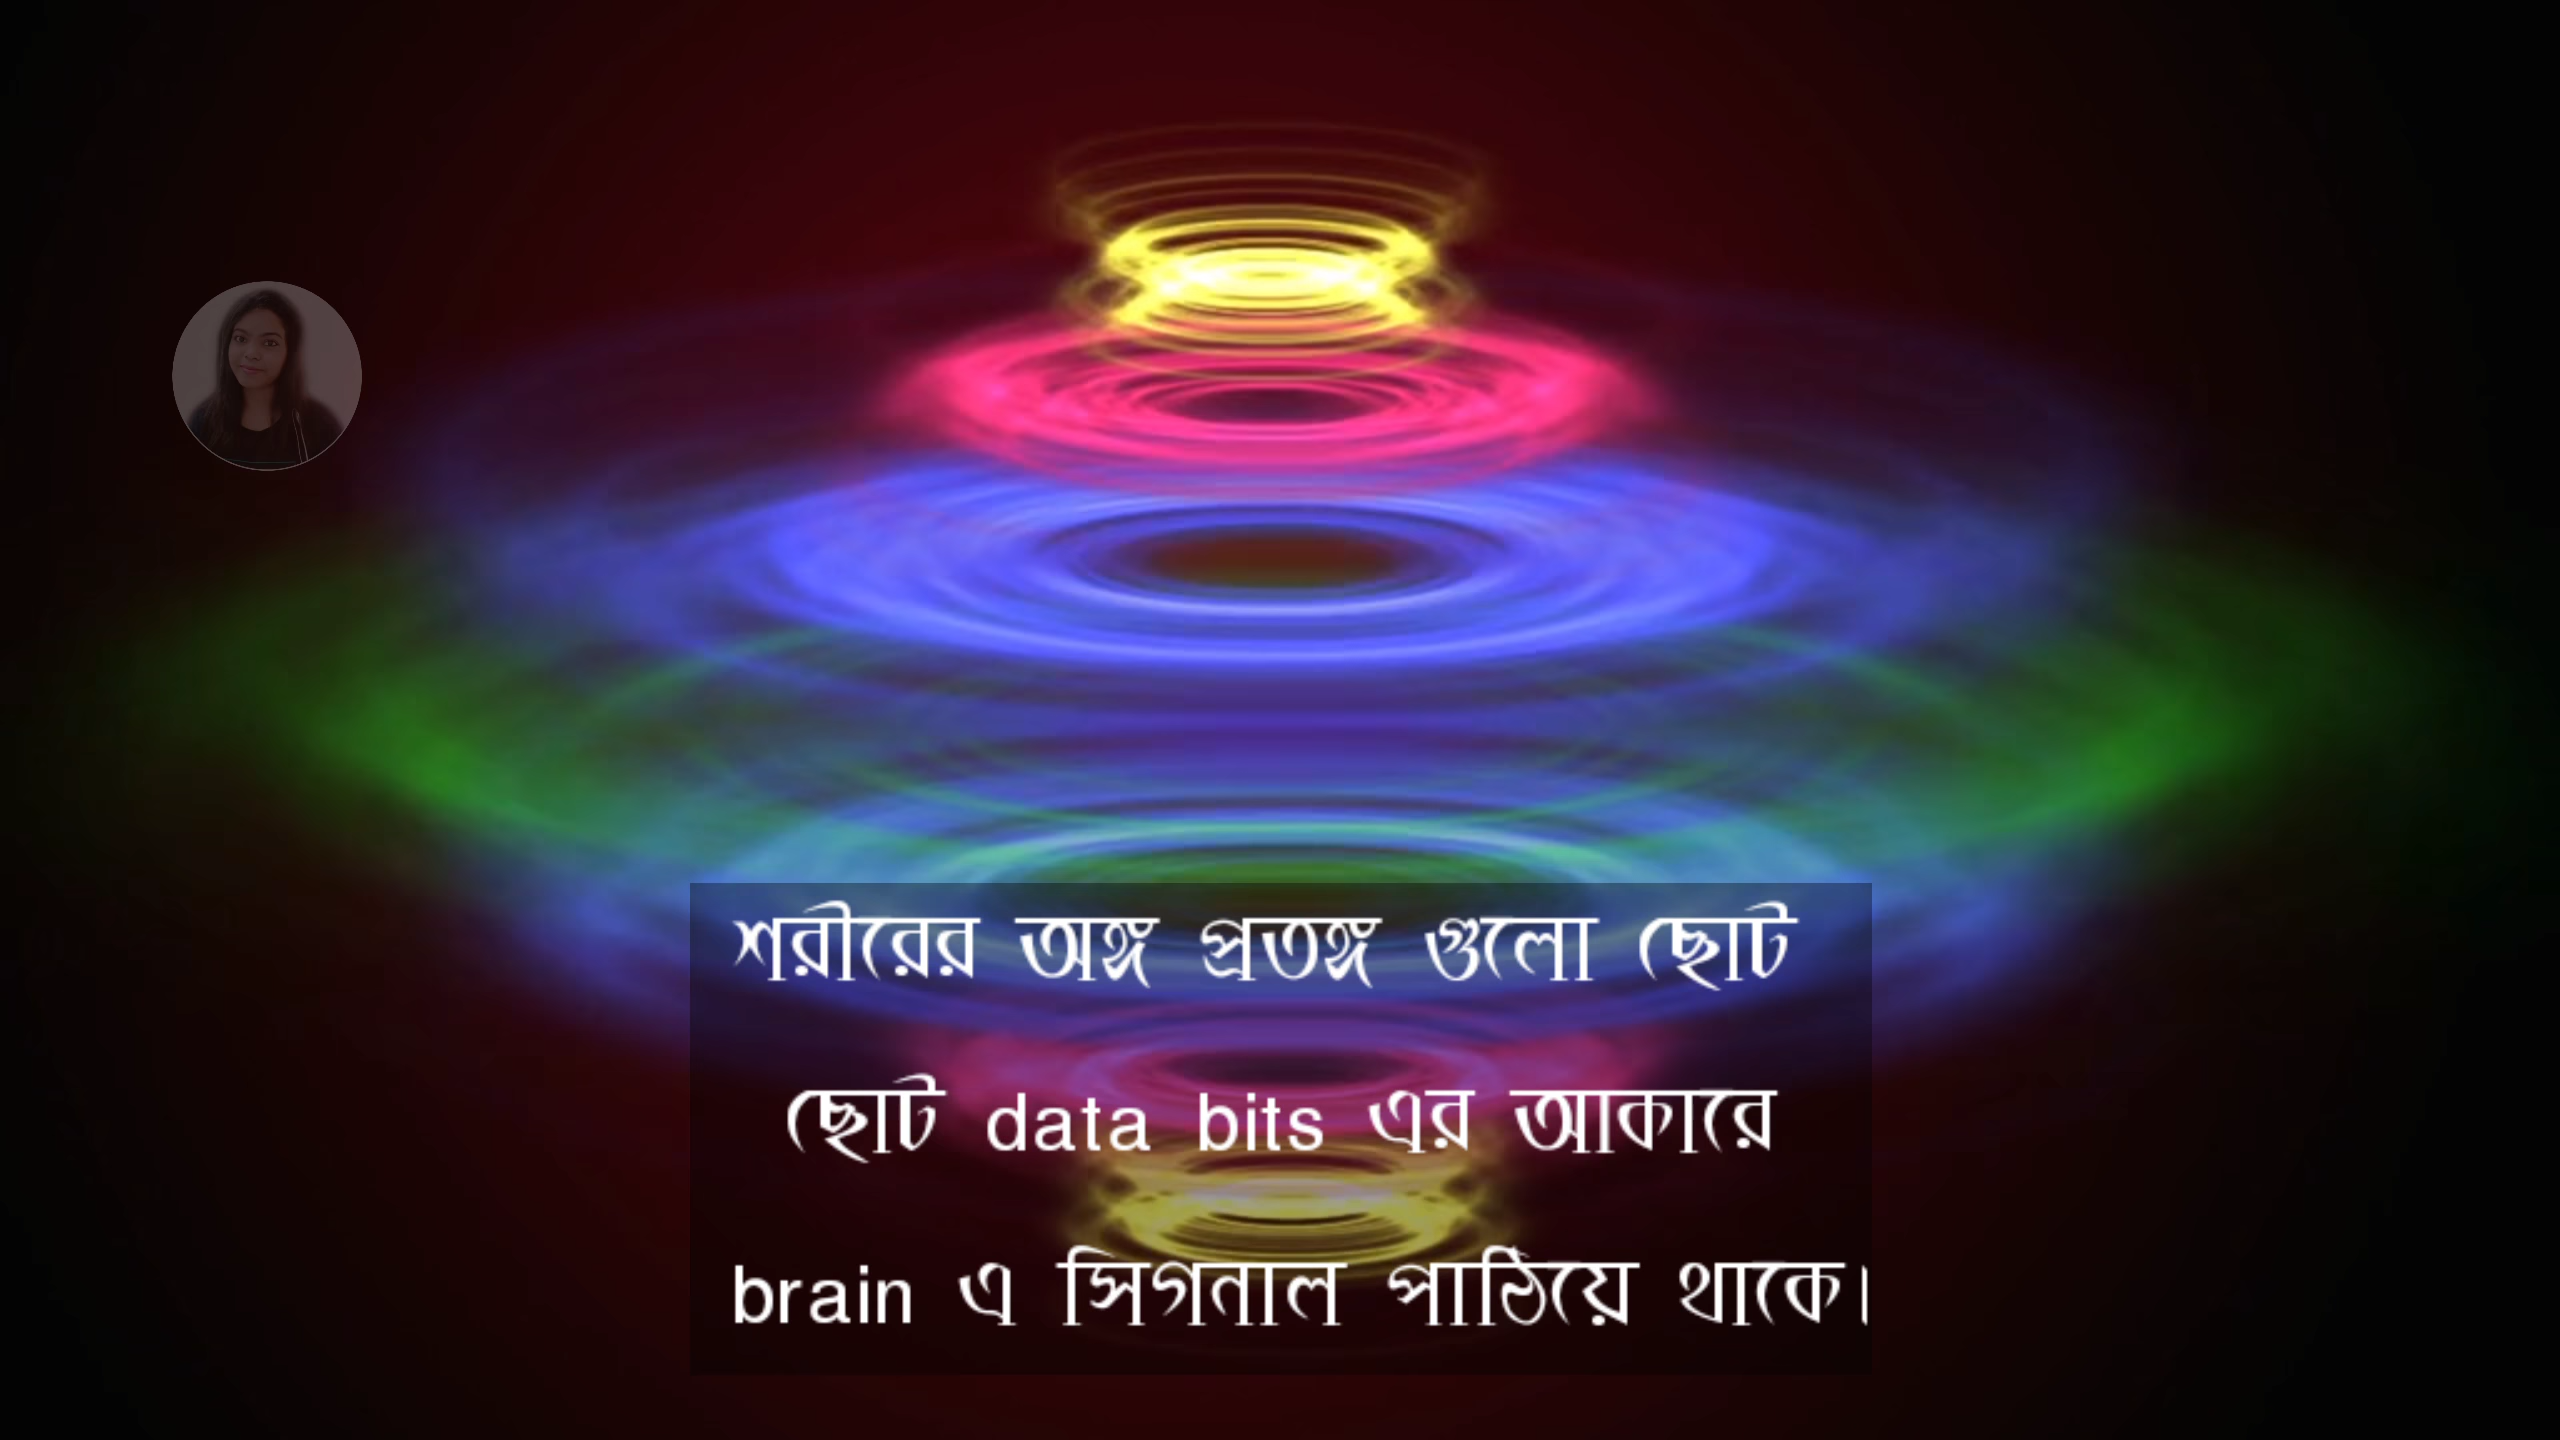 শরীরের অঙ্গ প্রতঙ্গ গুলো ছোট
ছোট data bits এর আকারে
brain এ সিগনাল পাঠিয়ে থাকে।